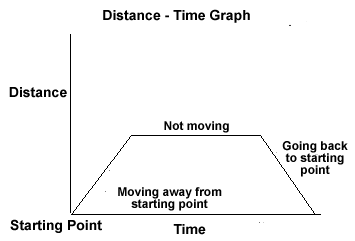 Distance - Time Graph
Distance
Not moving
Going back
to starting
point
Moving away from
starting point
Starting Point
Time